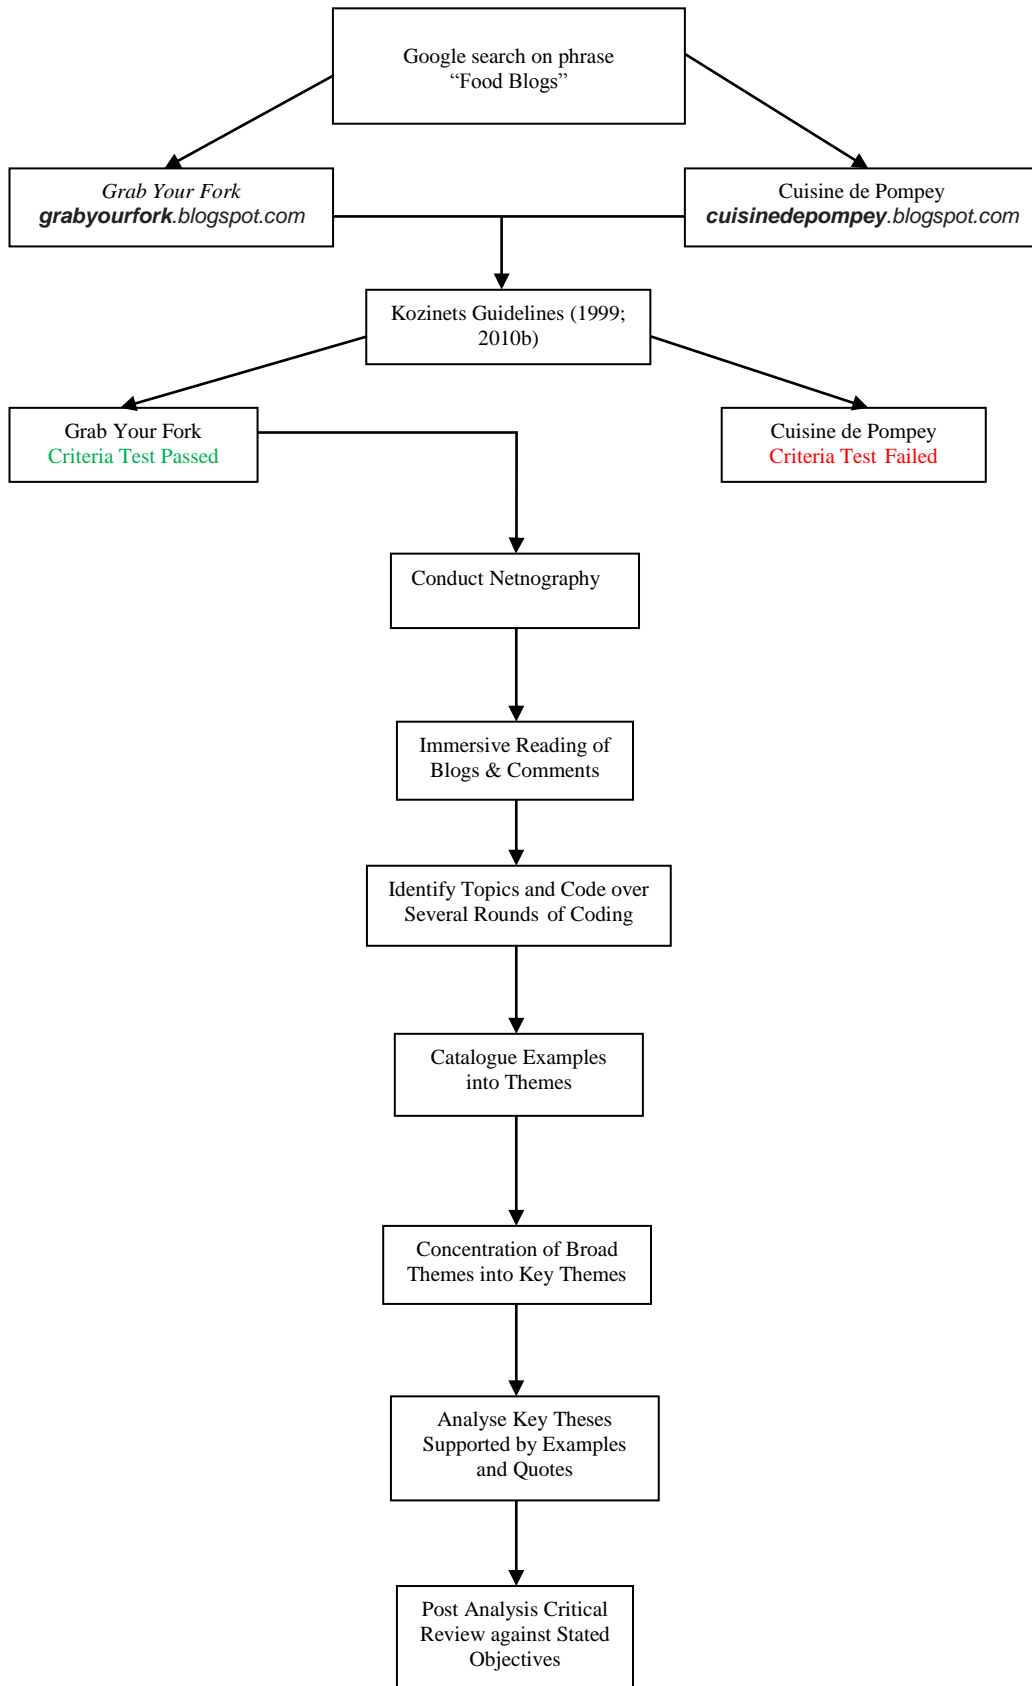 Google search on phrase
“Food Blogs”
Grab Your Fork
grabyourfork.blogspot.com
Cuisine de Pompey
cuisinedepompey.blogspot.com
Kozinets Guidelines (1999;
2010b)
Grab Your Fork
Criteria Test Passed
Cuisine de Pompey
Criteria Test Failed
Conduct Netnography
Immersive Reading of
Blogs & Comments
Identify Topics and Code over
Several Rounds of Coding
Catalogue Examples
into Themes
Concentration of Broad
Themes into Key Themes
Analyse Key Theses
Supported by Examples
and Quotes
Post Analysis Critical
Review against Stated
Objectives